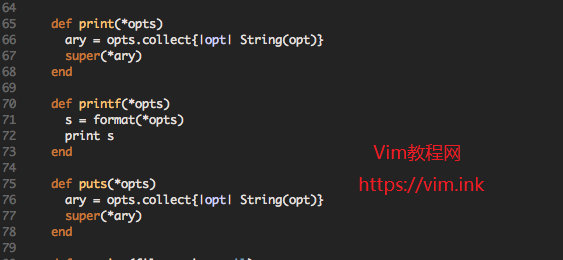 64
65 def print(*opts)
66 ary = opts.collect{|opt| String(opt)}
67 super(*ary)
68 end
69
70 def printf(*opts)
71 s = format(*opts)
72 print s
73 end
74
75 def puts(*opts)
76 ary = opts.collect{|opt| String(opt)}
77 super(*ary)
78 end
79
Vim教程网
https://vim.ink